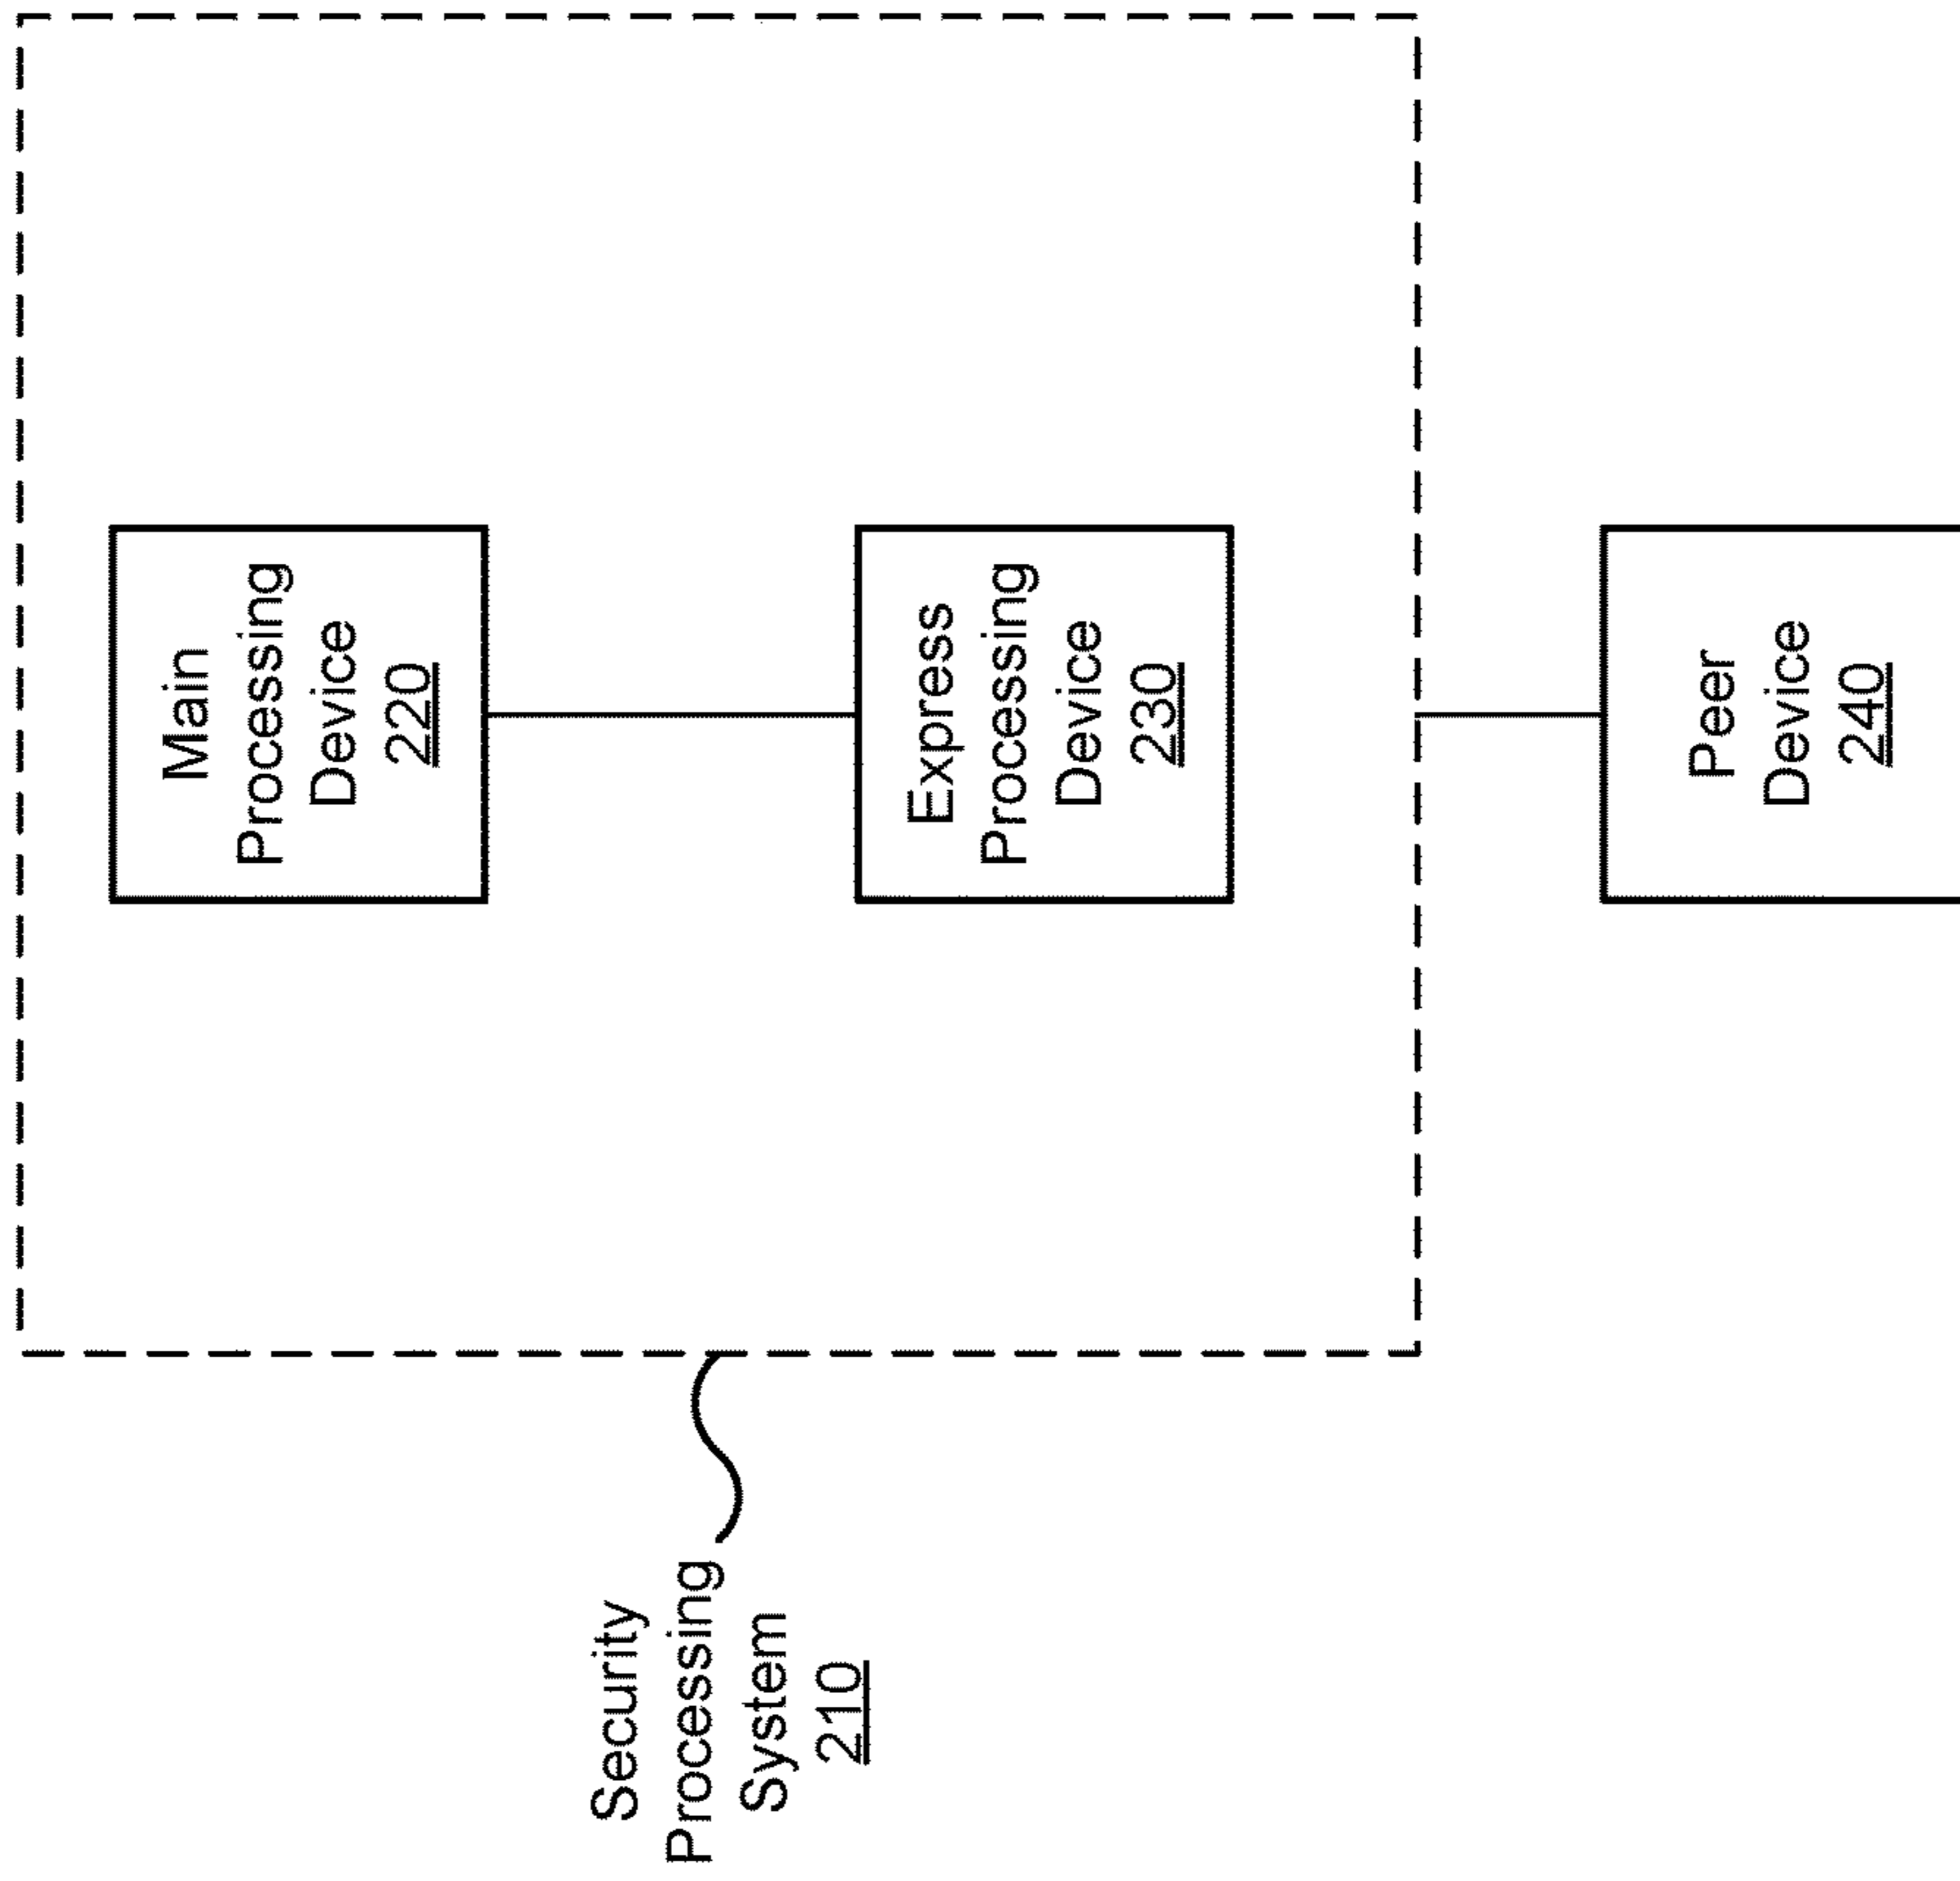 Security
Processing
System
210
Main
Processing
Device
220
Express
Processing
Device
230
Peer
Device
240